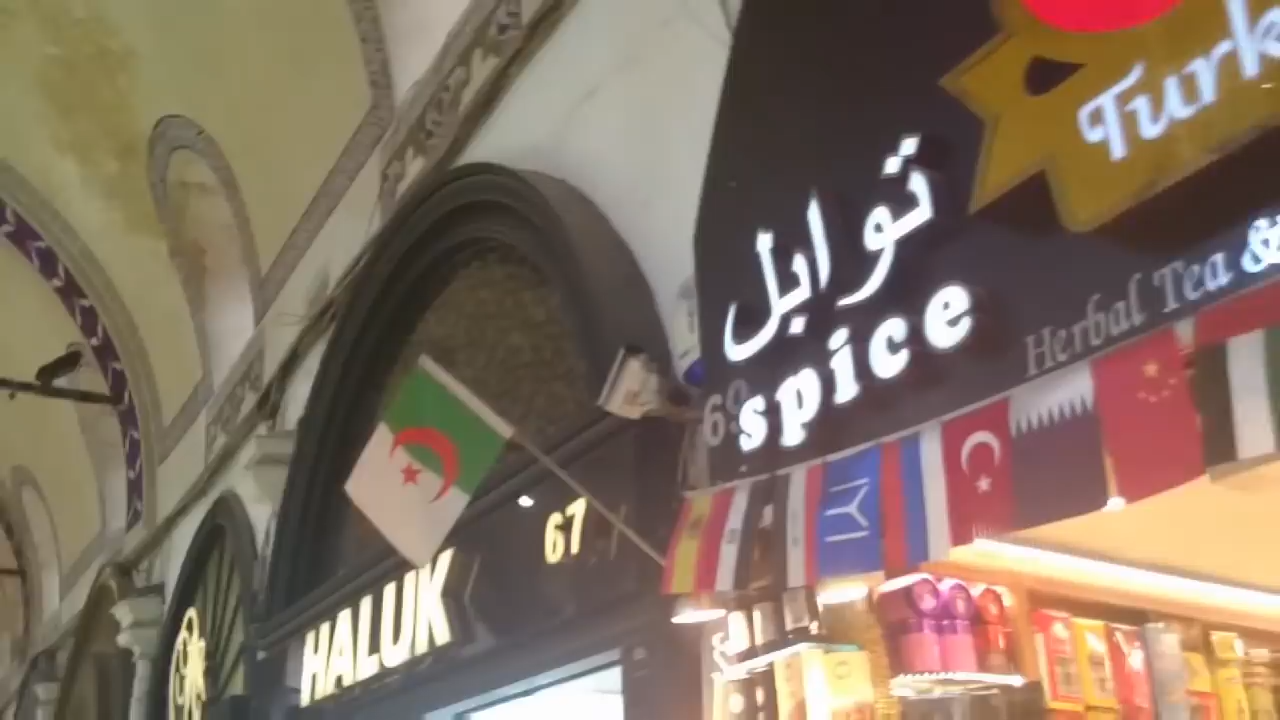 Turk
توابل
spice
Herbal Tea &
69
67
HALUK